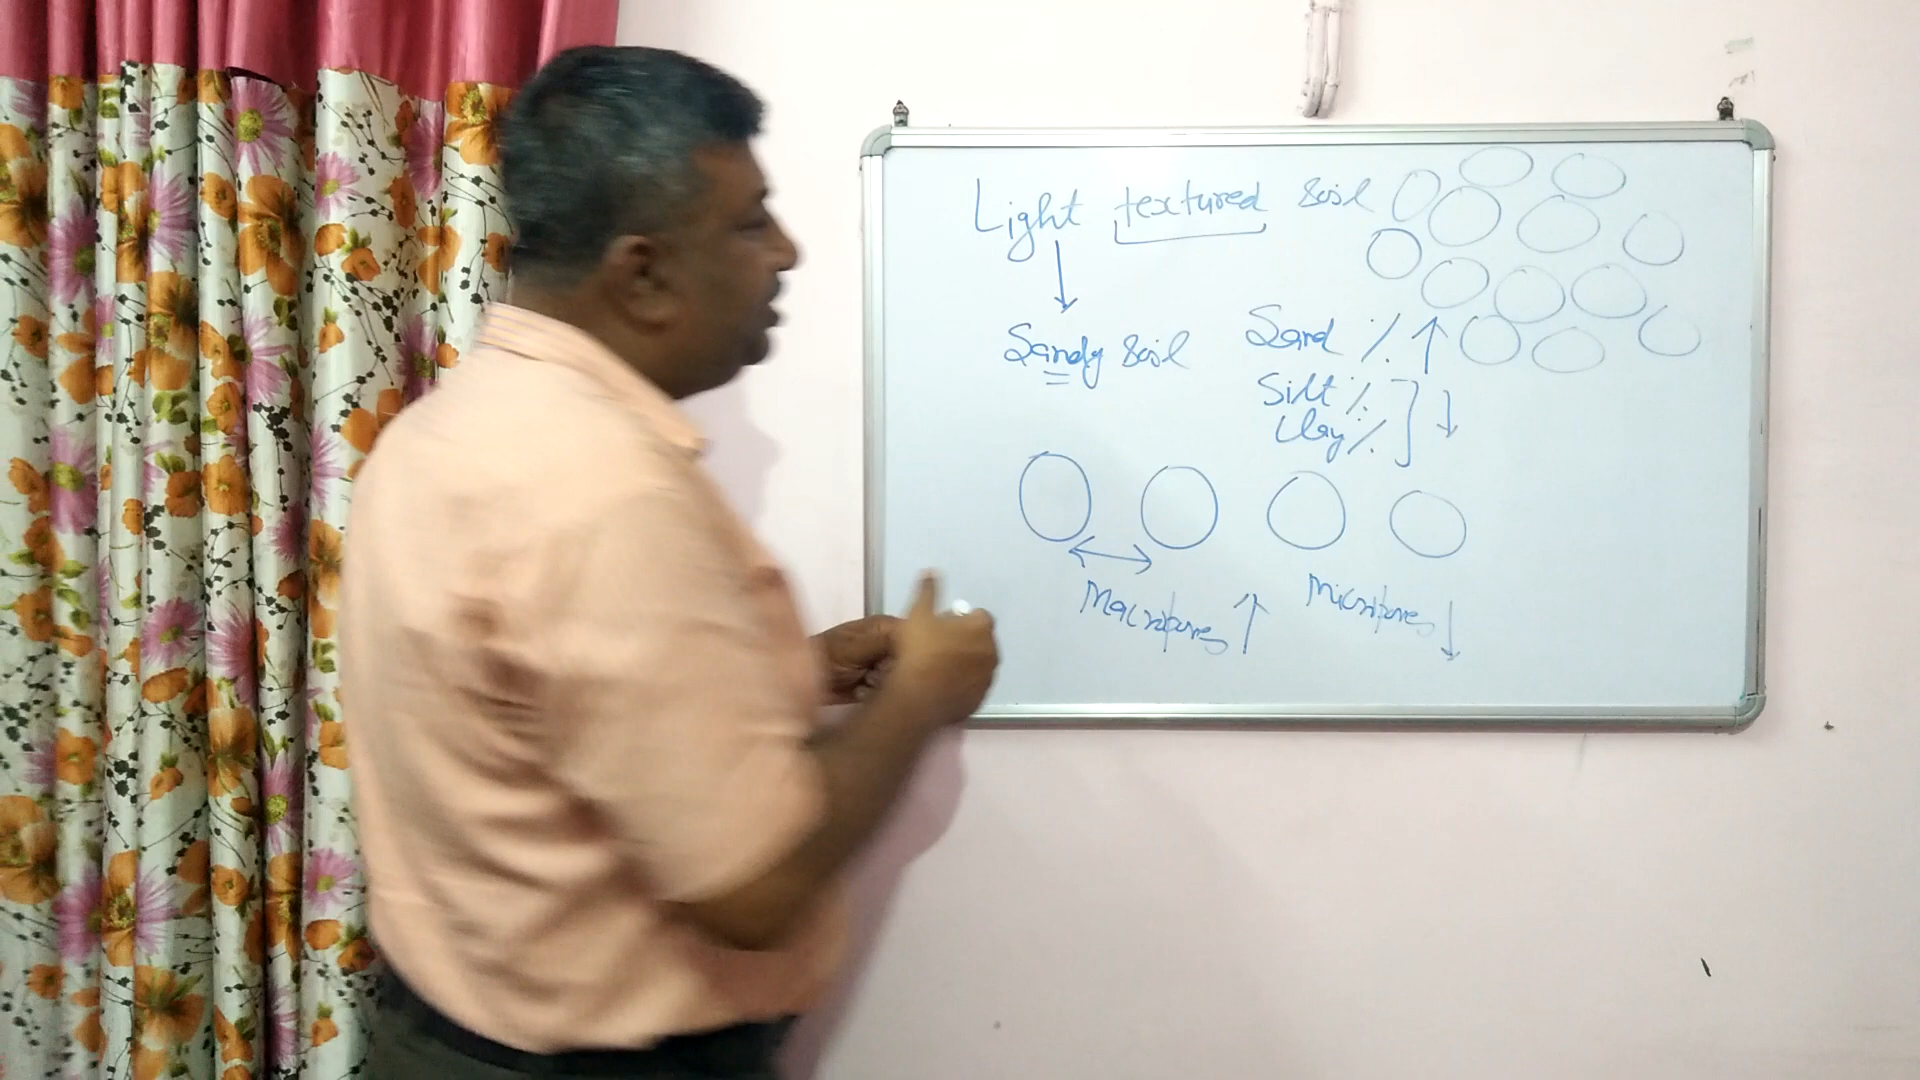 Light textured Soil
Sandy Soil
Sand %
Silt %
Clay %
Macropores
Micropores